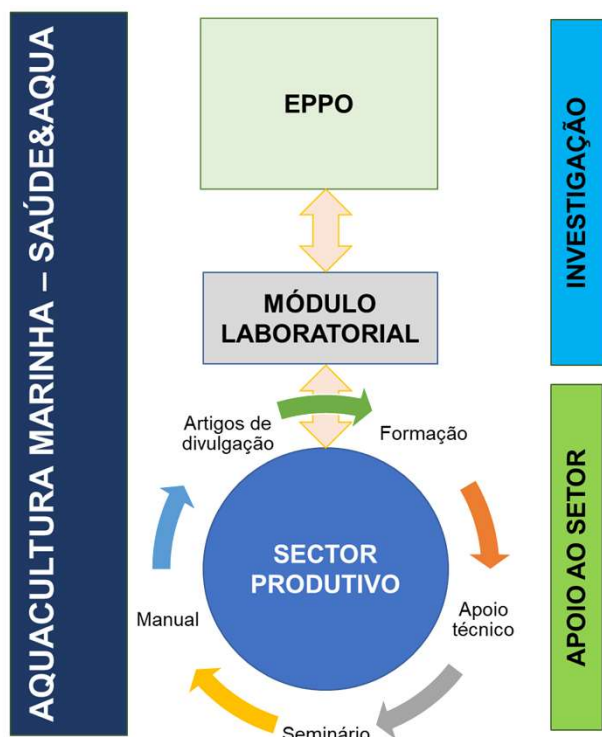 AQUACULTURA MARINHA – SAÚDE&AQUA
EPPO
MÓDULO
LABORATORIAL
Artigos de
divulgação
Formação
SECTOR
PRODUTIVO
Manual
Apoio
técnico
Seminário
INVESTIGAÇÃO
APOIO AO SETOR